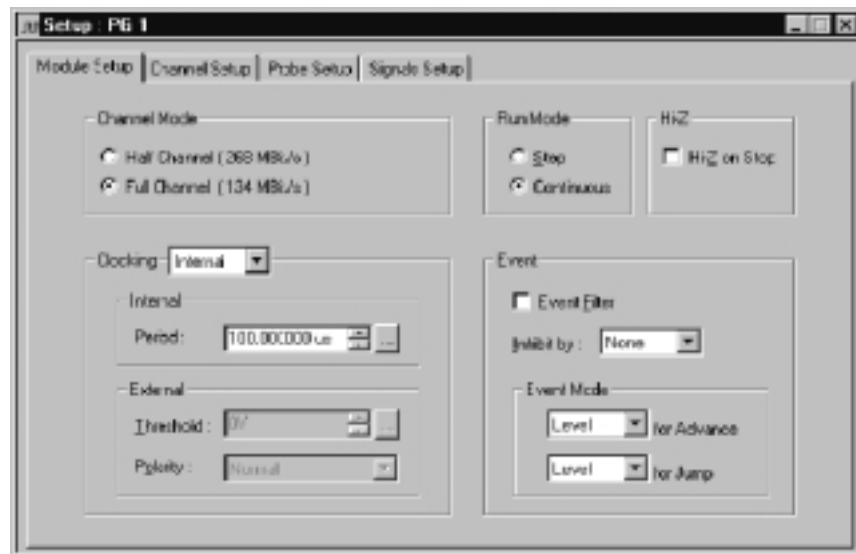 Setup : PG 1
Module Setup Channel Setup Probe Setup Signals Setup
Channel Mode
Half Channel ( 268 MBit/s )
Full Channel ( 134 MBit/s )
Run Mode
Step
Continuous
Hi-Z
Hi-Z on Stop
Clocking Internal
Internal
Period : 100.000000 us ...
External
Threshold : 0V ...
Polarity : Normal
Event
Event Filter
Inhibit by : None
Event Mode
Level for Advance
Level for Jump